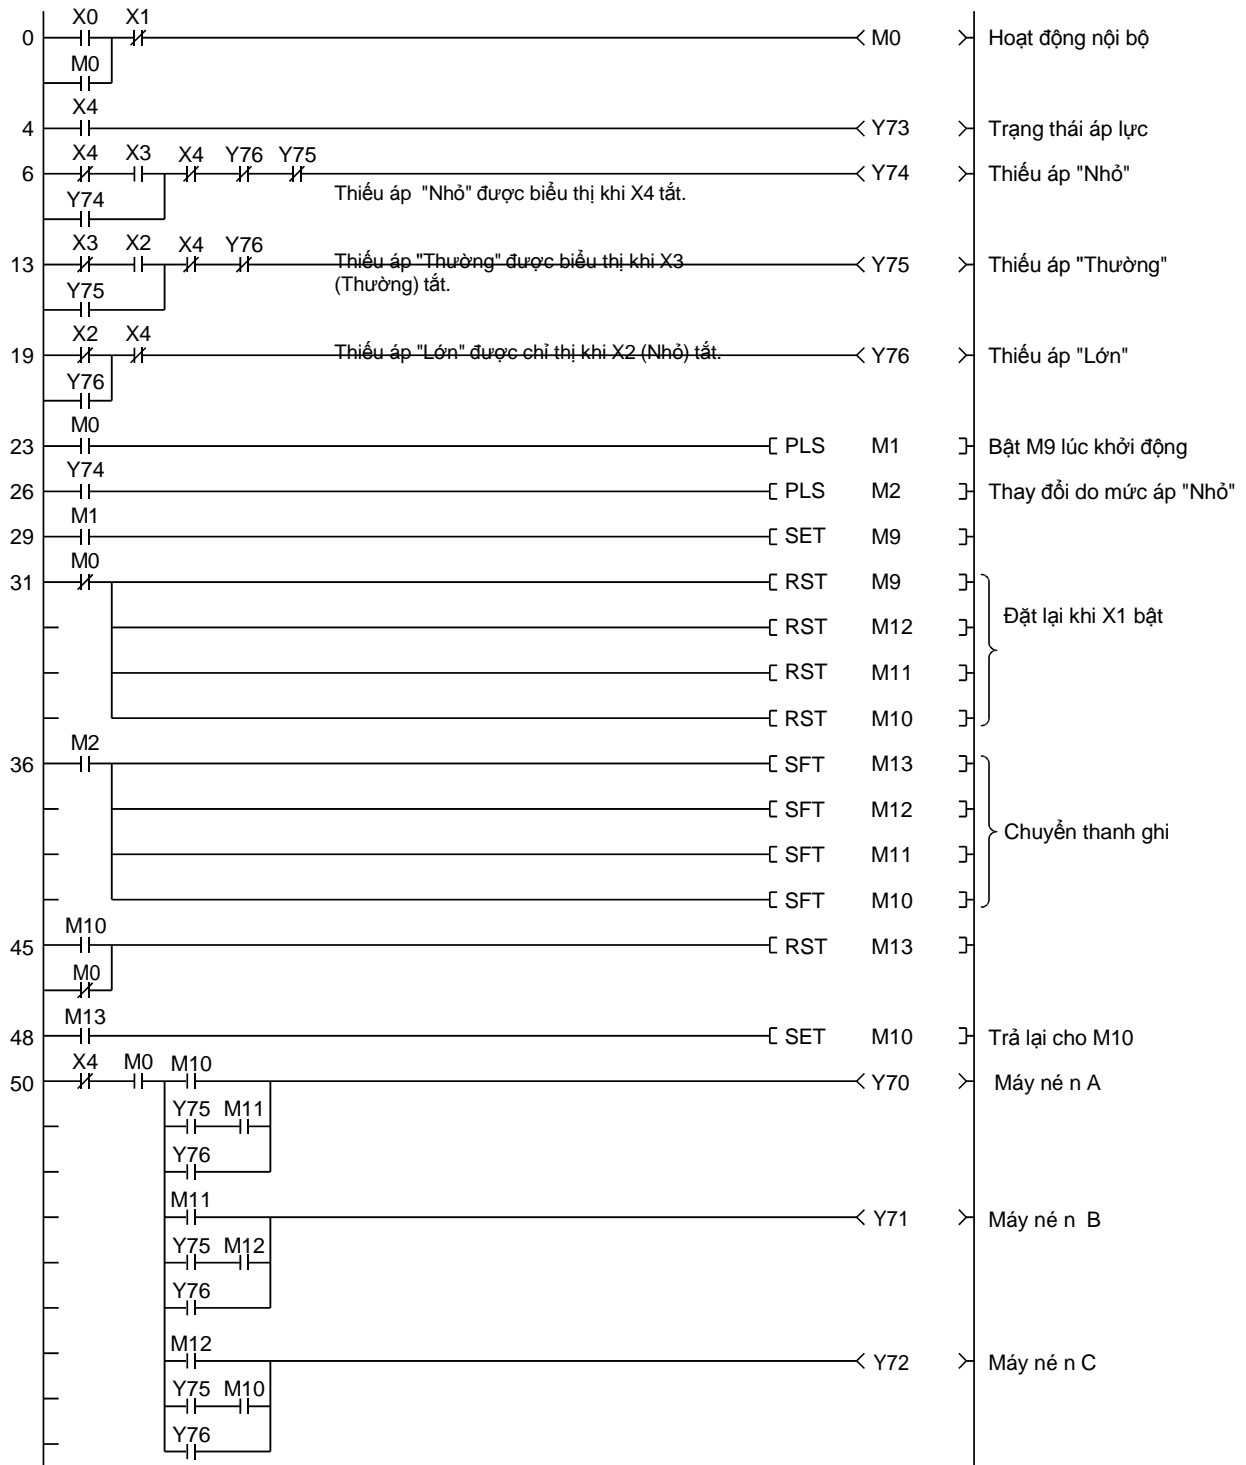 X0 X1
0 M0 Hoạt động nội bộ
M0
X4
4 Y73 Trạng thái áp lực
X4 X3 X4 Y76 Y75
6 Y74 Thiếu áp "Nhỏ"
Thiếu áp "Nhỏ" được biểu thị khi X4 tắt.
Y74
X3 X2 X4 Y76
13 Thiếu áp "Thường" được biểu thị khi X3 Y75 Thiếu áp "Thường"
(Thường) tắt.
Y75
X2 X4
19 Thiếu áp "Lớn" được chỉ thị khi X2 (Nhỏ) tắt. Y76 Thiếu áp "Lớn"
Y76
M0
23 PLS M1 Bật M9 lúc khởi động
Y74
26 PLS M2 Thay đổi do mức áp "Nhỏ"
M1
29 SET M9
M0
31 RST M9
Đặt lại khi X1 bật
RST M12
RST M11
RST M10
M2
36 SFT M13
SFT M12
Chuyển thanh ghi
SFT M11
SFT M10
M10
45 RST M13
M0
M13
48 SET M10 Trả lại cho M10
X4 M0 M10
50 Y70 Máy né n A
Y75 M11
Y76
M11
Y71 Máy né n B
Y75 M12
Y76
M12
Y72 Máy né n C
Y75 M10
Y76